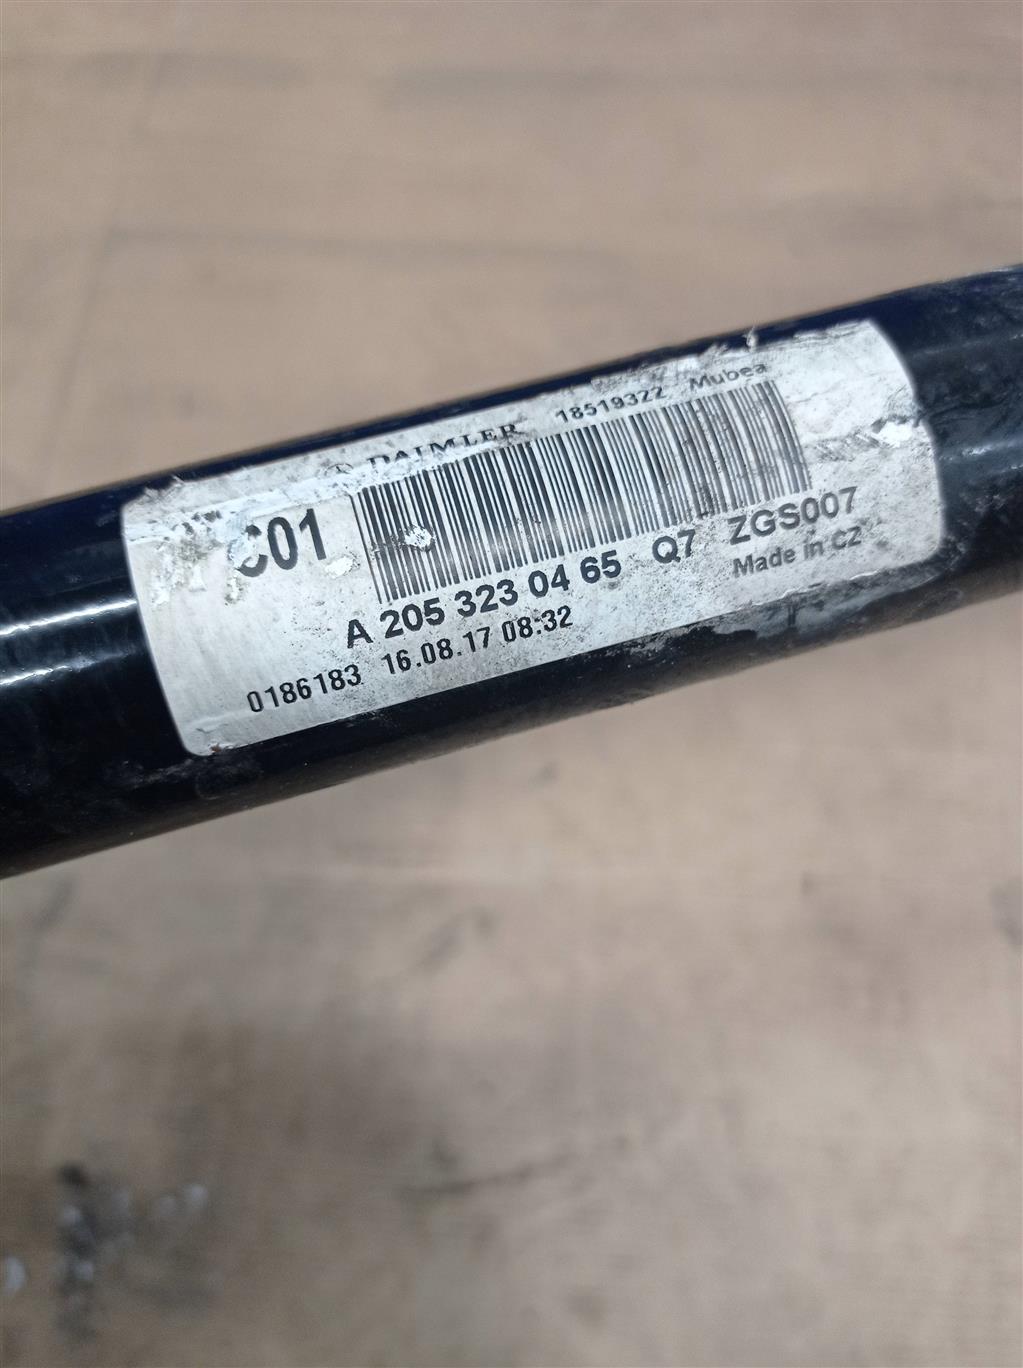 DAIMLER 18519322 Mubea
C01
A 205 323 04 65 Q7 ZGS007
Made in CZ
0186183 16.08.17 08:32